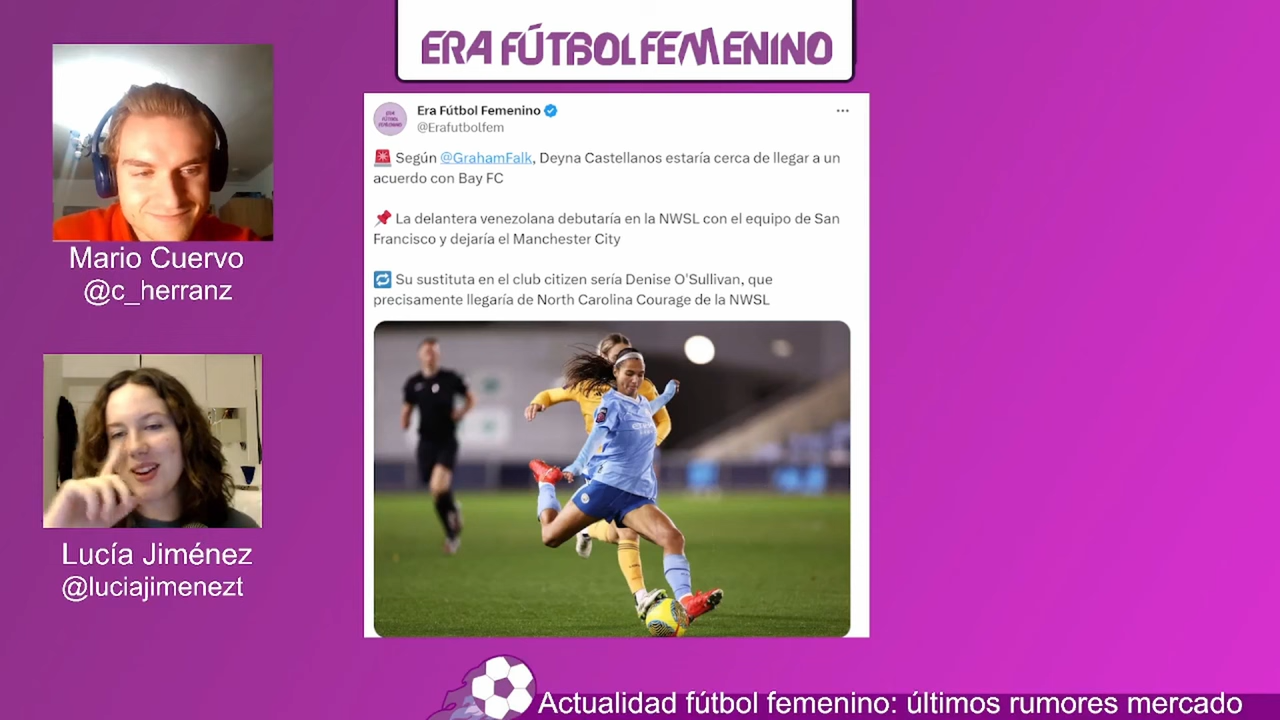 ERA FÚTBOL FEMENINO
Era Fútbol Femenino
@Erafutbolfem
Según @GrahamFalk, Deyna Castellanos estaría cerca de llegar a un
acuerdo con Bay FC
La delantera venezolana debutaría en la NWSL con el equipo de San
Francisco y dejaría el Manchester City
Su sustituta en el club citizen sería Denise O'Sullivan, que
precisamente llegaría de North Carolina Courage de la NWSL
Mario Cuervo
@c_herranz
Lucía Jiménez
@luciajimenezt
Actualidad fútbol femenino: últimos rumores mercado